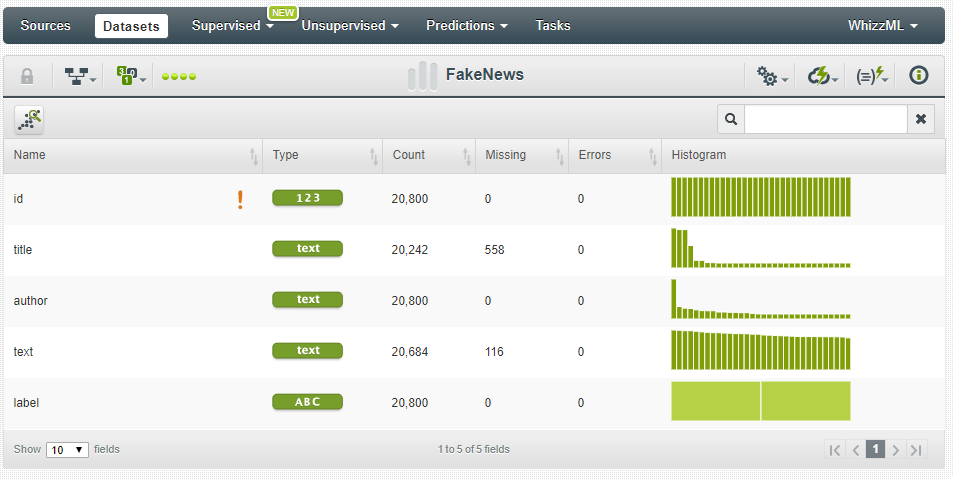 NEW
Sources Datasets Supervised Unsupervised Predictions Tasks WhizzML
FakeNews
Name Type Count Missing Errors Histogram
id ! 123 20,800 0 0
title text 20,242 558 0
author text 20,800 0 0
text text 20,684 116 0
label ABC 20,800 0 0
Show 10 fields 1 to 5 of 5 fields 1